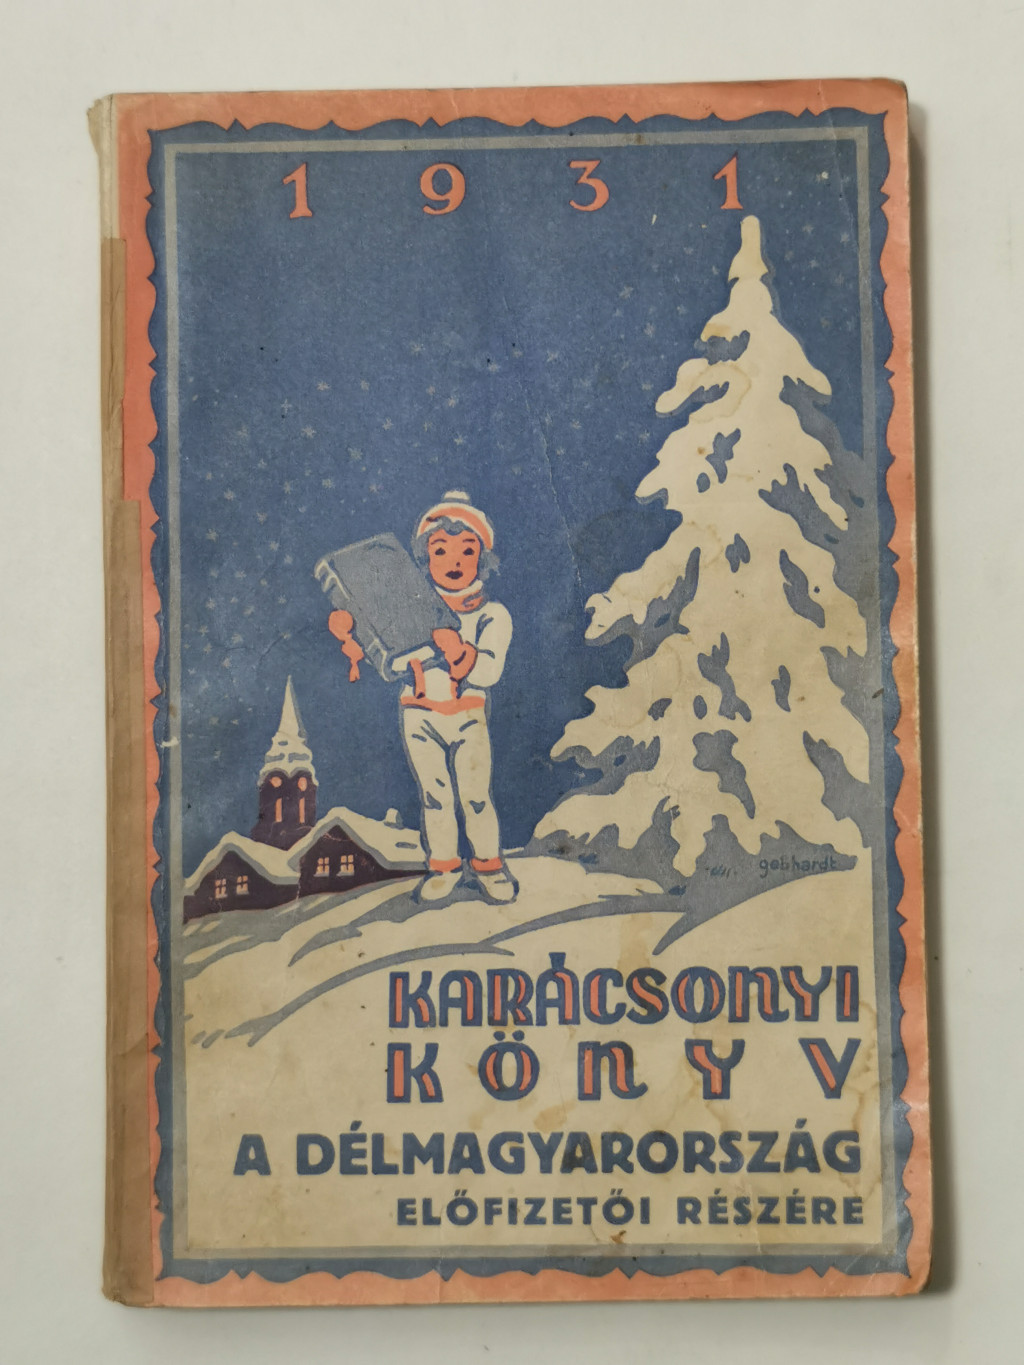 1931
gebhardt
KARÁCSONYI
KÖNYV
A DÉLMAGYARORSZÁG
ELŐFIZETŐI RÉSZÉRE